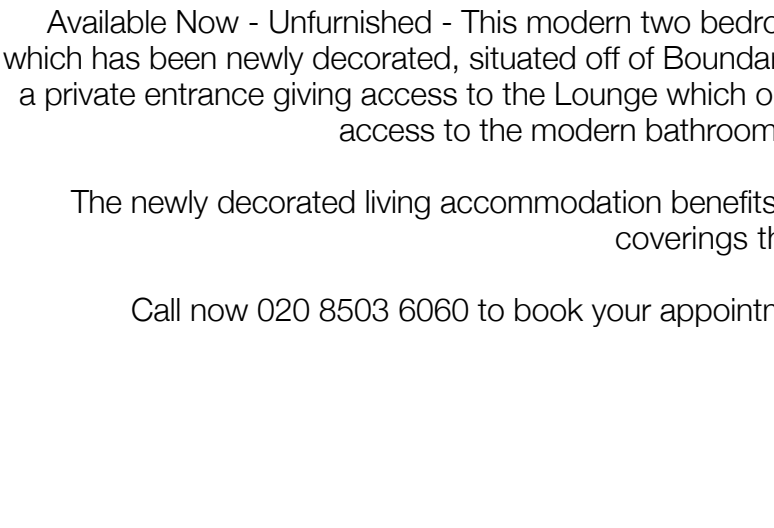 Available Now - Unfurnished - This modern two bedro
which has been newly decorated, situated off of Boundar
a private entrance giving access to the Lounge which o
access to the modern bathroom
The newly decorated living accommodation benefits
coverings th
Call now 020 8503 6060 to book your appointm